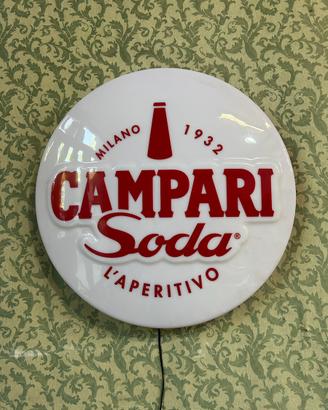 MILANO 1932
CAMPARI
Soda®
L'APERITIVO